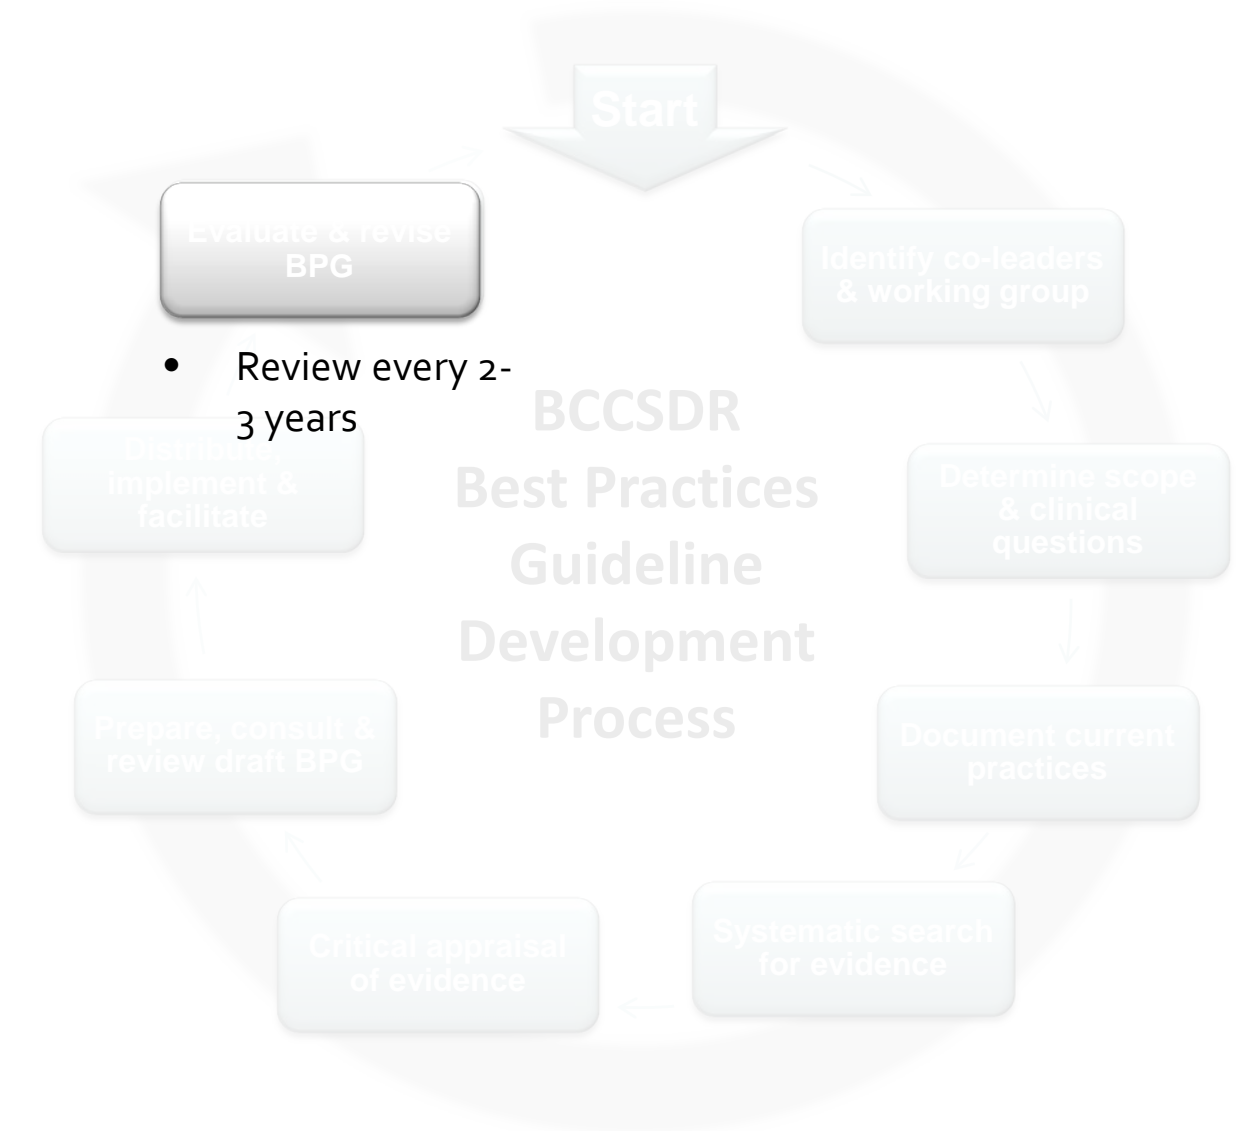 Start
Evaluate & revise
BPG
Identify co-leaders
& working group
• Review every 2-
3 years
BCCSDR
Best Practices
Guideline
Development
Process
Distribute,
implement &
facilitate
Determine scope
& clinical
questions
Prepare, consult &
review draft BPG
Document current
practices
Critical appraisal
of evidence
Systematic search
for evidence